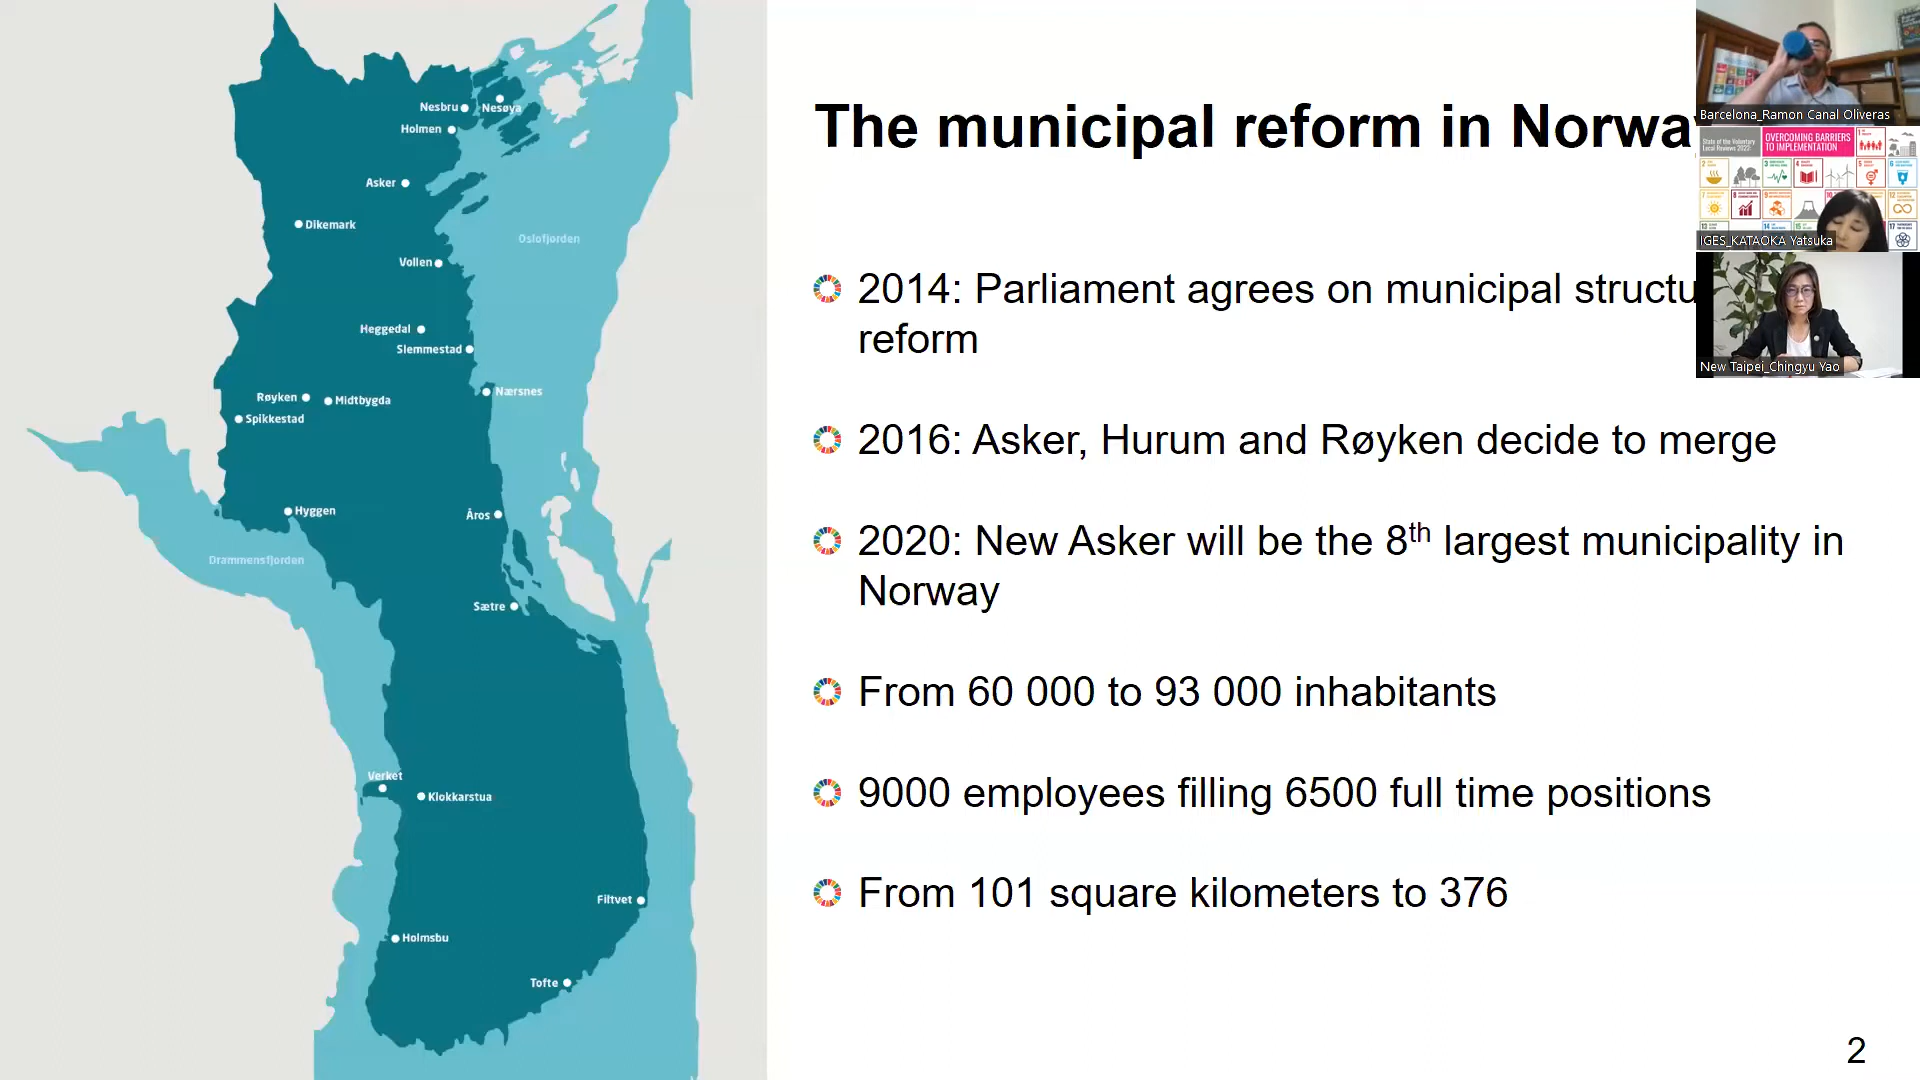 The municipal reform in Norwa
2014: Parliament agrees on municipal structu
reform
2016: Asker, Hurum and Røyken decide to merge
2020: New Asker will be the 8th largest municipality in
Norway
From 60 000 to 93 000 inhabitants
9000 employees filling 6500 full time positions
From 101 square kilometers to 376
2
Nesbru
Nesøya
Holmen
Asker
Dikemark
Oslofjorden
Vollen
Heggedal
Slemmestad
Nærsnes
Røyken
Midtbygda
Spikkestad
Hyggen
Åros
Drammensfjorden
Sætre
Verket
Klokkarstua
Filtvet
Holmsbu
Tofte
Barcelona_Ramon Canal Oliveras
State of the Voluntary
Local Reviews 2022:
OVERCOMING BARRIERS
TO IMPLEMENTATION
IGES_KATAOKA Yatsuka
New Taipei_Chingyu Yao